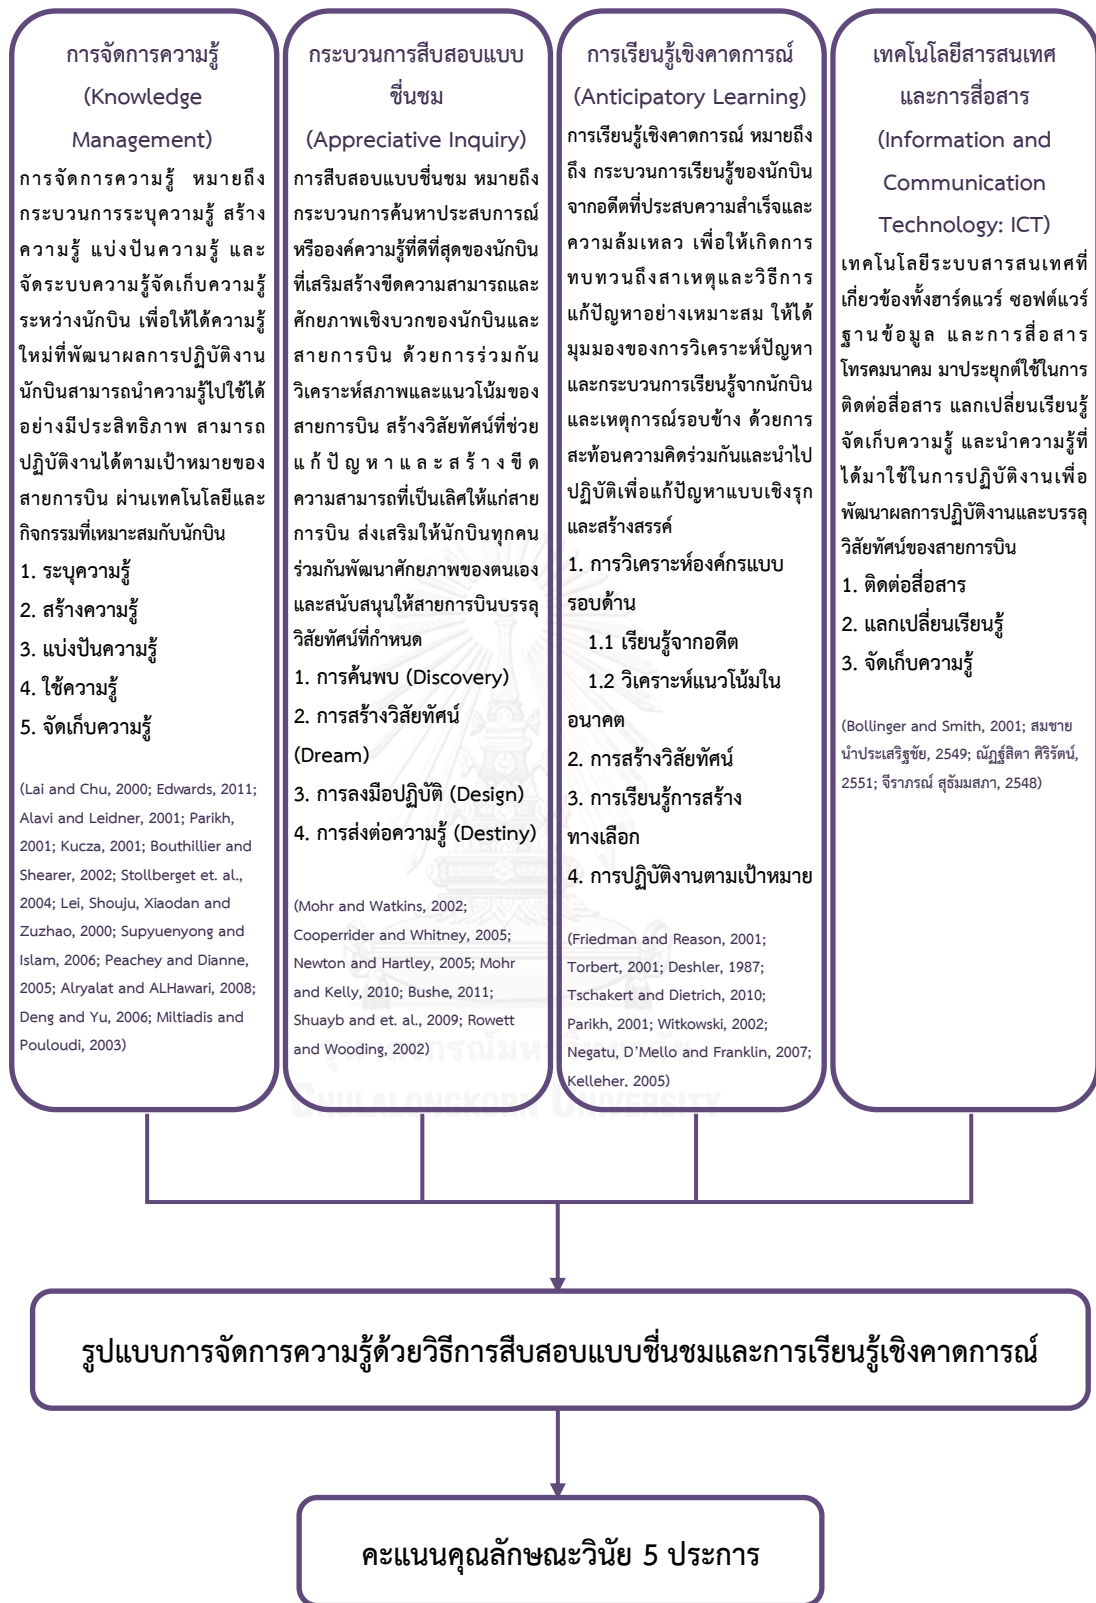 การจัดการความรู้
(Knowledge
Management)
การจัดการความรู้ หมายถึง
กระบวนการระบุความรู้ สร้าง
ความรู้ แบ่งปันความรู้ และ
จัดระบบความรู้จัดเก็บความรู้
ระหว่างนักบิน เพื่อให้ได้ความรู้
ใหม่ที่พัฒนาผลการปฏิบัติงาน
นักบินสามารถนำความรู้ไปใช้ได้
อย่างมีประสิทธิภาพ สามารถ
ปฏิบัติงานได้ตามเป้าหมายของ
สายการบิน ผ่านเทคโนโลยีและ
กิจกรรมที่เหมาะสมกับนักบิน
1. ระบุความรู้
2. สร้างความรู้
3. แบ่งปันความรู้
4. ใช้ความรู้
5. จัดเก็บความรู้
(Lai and Chu, 2000; Edwards, 2011;
Alavi and Leidner, 2001; Parikh,
2001; Kucza, 2001; Bouthillier and
Shearer, 2002; Stollberget et. al.,
2004; Lei, Shouju, Xiaodan and
Zuzhao, 2000; Supyuenyong and
Islam, 2006; Peachey and Dianne,
2005; Alryalat and ALHawari, 2008;
Deng and Yu, 2006; Miltiadis and
Pouloudi, 2003)
กระบวนการสืบสอบแบบ
ชื่นชม
(Appreciative Inquiry)
การสืบสอบแบบชื่นชม หมายถึง
กระบวนการค้นหาประสบการณ์
หรือองค์ความรู้ที่ดีที่สุดของนักบิน
ที่เสริมสร้างขีดความสามารถและ
ศักยภาพเชิงบวกของนักบินและ
สายการบิน ด้วยการร่วมกัน
วิเคราะห์สภาพและแนวโน้มของ
สายการบิน สร้างวิสัยทัศน์ที่ช่วย
แก้ปัญหาและสร้างขีด
ความสามารถที่เป็นเลิศให้แก่สาย
การบิน ส่งเสริมให้นักบินทุกคน
ร่วมกันพัฒนาศักยภาพของตนเอง
และสนับสนุนให้สายการบินบรรลุ
วิสัยทัศน์ที่กำหนด
1. การค้นพบ (Discovery)
2. การสร้างวิสัยทัศน์
(Dream)
3. การลงมือปฏิบัติ (Design)
4. การส่งต่อความรู้ (Destiny)
(Mohr and Watkins, 2002;
Cooperrider and Whitney, 2005;
Newton and Hartley, 2005; Mohr
and Kelly, 2010; Bushe, 2011;
Shuayb and et. al., 2009; Rowett
and Wooding, 2002)
การเรียนรู้เชิงคาดการณ์
(Anticipatory Learning)
การเรียนรู้เชิงคาดการณ์ หมายถึง
ถึง กระบวนการเรียนรู้ของนักบิน
จากอดีตที่ประสบความสำเร็จและ
ความล้มเหลว เพื่อให้เกิดการ
ทบทวนถึงสาเหตุและวิธีการ
แก้ปัญหาอย่างเหมาะสม ให้ได้
มุมมองของการวิเคราะห์ปัญหา
และกระบวนการเรียนรู้จากนักบิน
และเหตุการณ์รอบข้าง ด้วยการ
สะท้อนความคิดร่วมกันและนำไป
ปฏิบัติเพื่อแก้ปัญหาแบบเชิงรุก
และสร้างสรรค์
1. การวิเคราะห์องค์กรแบบ
รอบด้าน
1.1 เรียนรู้จากอดีต
1.2 วิเคราะห์แนวโน้มใน
อนาคต
2. การสร้างวิสัยทัศน์
3. การเรียนรู้การสร้าง
ทางเลือก
4. การปฏิบัติงานตามเป้าหมาย
(Friedman and Reason, 2001;
Torbert, 2001; Deshler, 1987;
Tschakert and Dietrich, 2010;
Parikh, 2001; Witkowski, 2002;
Negatu, D'Mello and Franklin, 2007;
Kelleher, 2005)
เทคโนโลยีสารสนเทศ
และการสื่อสาร
(Information and
Communication
Technology: ICT)
เทคโนโลยีระบบสารสนเทศที่
เกี่ยวข้องทั้งฮาร์ดแวร์ ซอฟต์แวร์
ฐานข้อมูล และการสื่อสาร
โทรคมนาคม มาประยุกต์ใช้ในการ
ติดต่อสื่อสาร แลกเปลี่ยนเรียนรู้
จัดเก็บความรู้ และนำความรู้ที่
ได้มาใช้ในการปฏิบัติงานเพื่อ
พัฒนาผลการปฏิบัติงานและบรรลุ
วิสัยทัศน์ของสายการบิน
1. ติดต่อสื่อสาร
2. แลกเปลี่ยนเรียนรู้
3. จัดเก็บความรู้
(Bollinger and Smith, 2001; สมชาย
นำประเสริฐชัย, 2549; ณัฏฐ์สิตา ศิริรัตน์,
2551; จีราภรณ์ สุธัมมสภา, 2548)
จุฬาลงกรณ์มหาวิทยาลัย
CHULALONGKORN UNIVERSITY
รูปแบบการจัดการความรู้ด้วยวิธีการสืบสอบแบบชื่นชมและการเรียนรู้เชิงคาดการณ์
คะแนนคุณลักษณะวินัย 5 ประการ